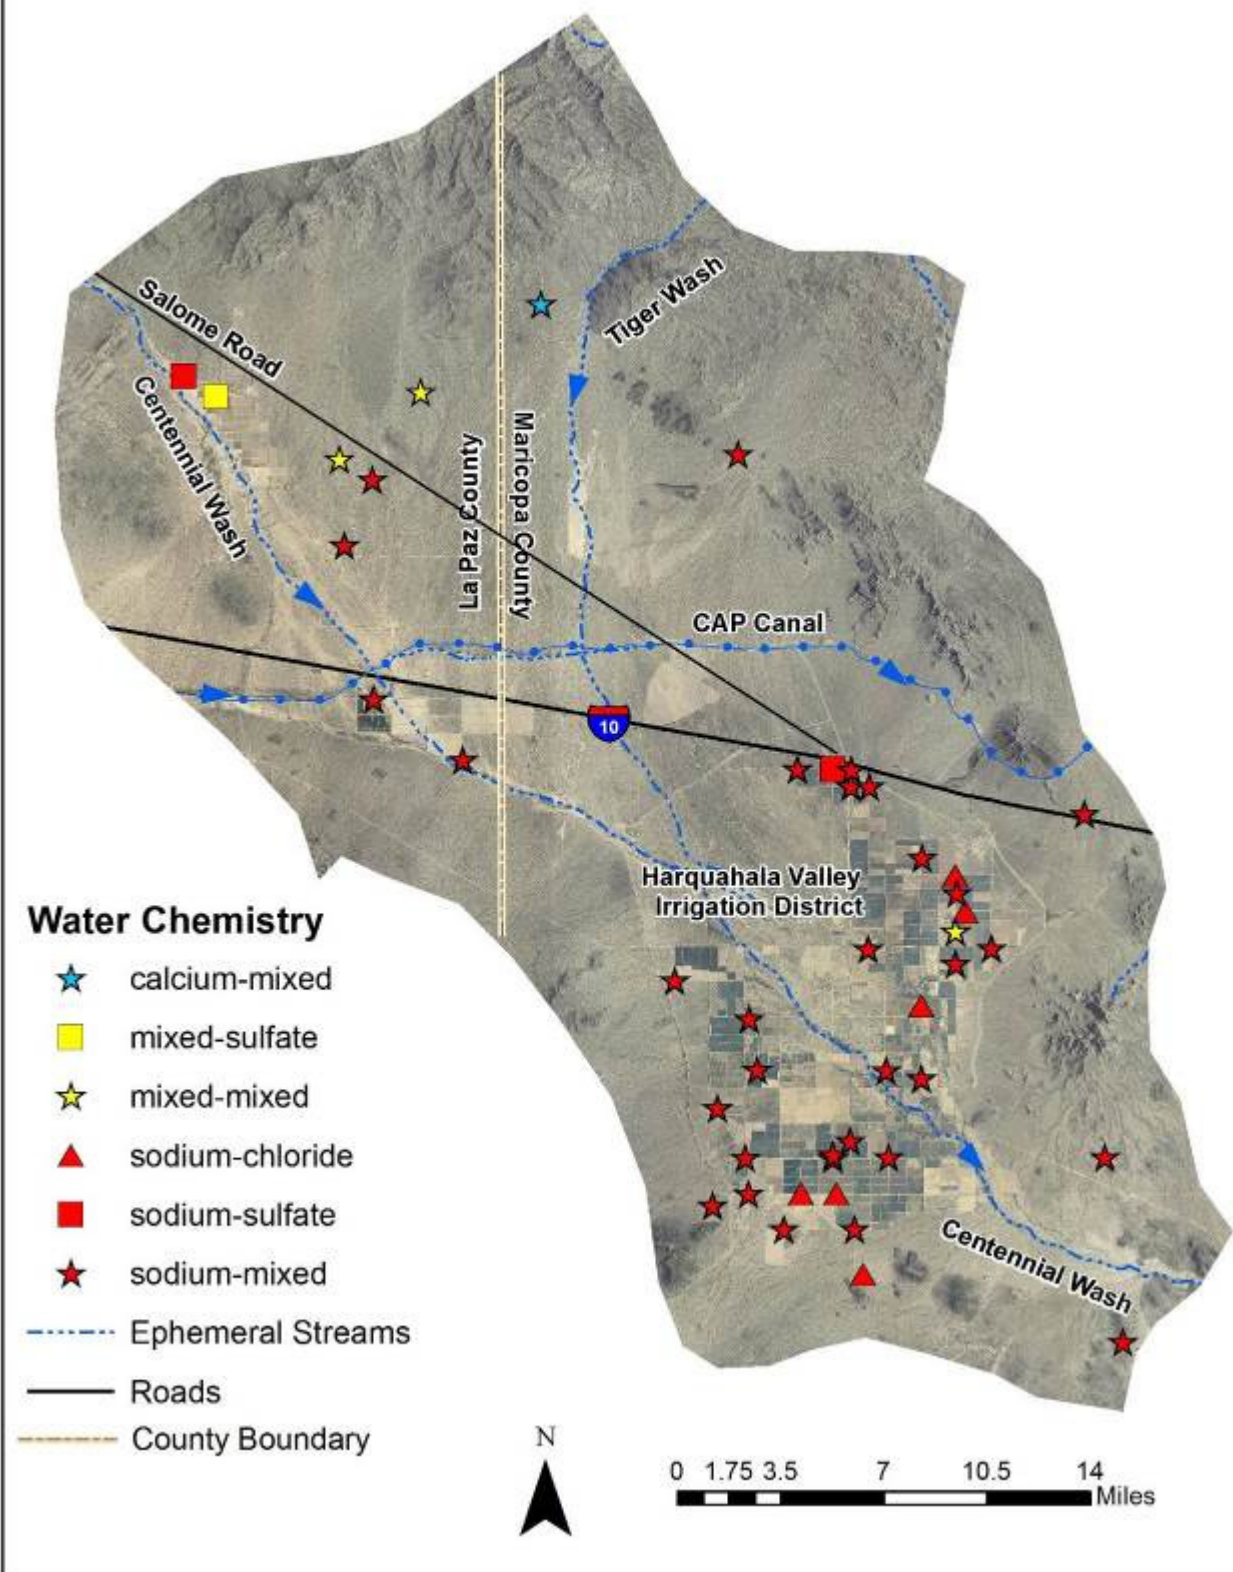 Salome Road
Tiger Wash
Centennial Wash
La Paz County
Maricopa County
CAP Canal
10
Harquahala Valley
Irrigation District
Water Chemistry
calcium-mixed
mixed-sulfate
mixed-mixed
sodium-chloride
sodium-sulfate
sodium-mixed
Centennial Wash
Ephemeral Streams
Roads
County Boundary
N
0 1.75 3.5 7 10.5 14
Miles